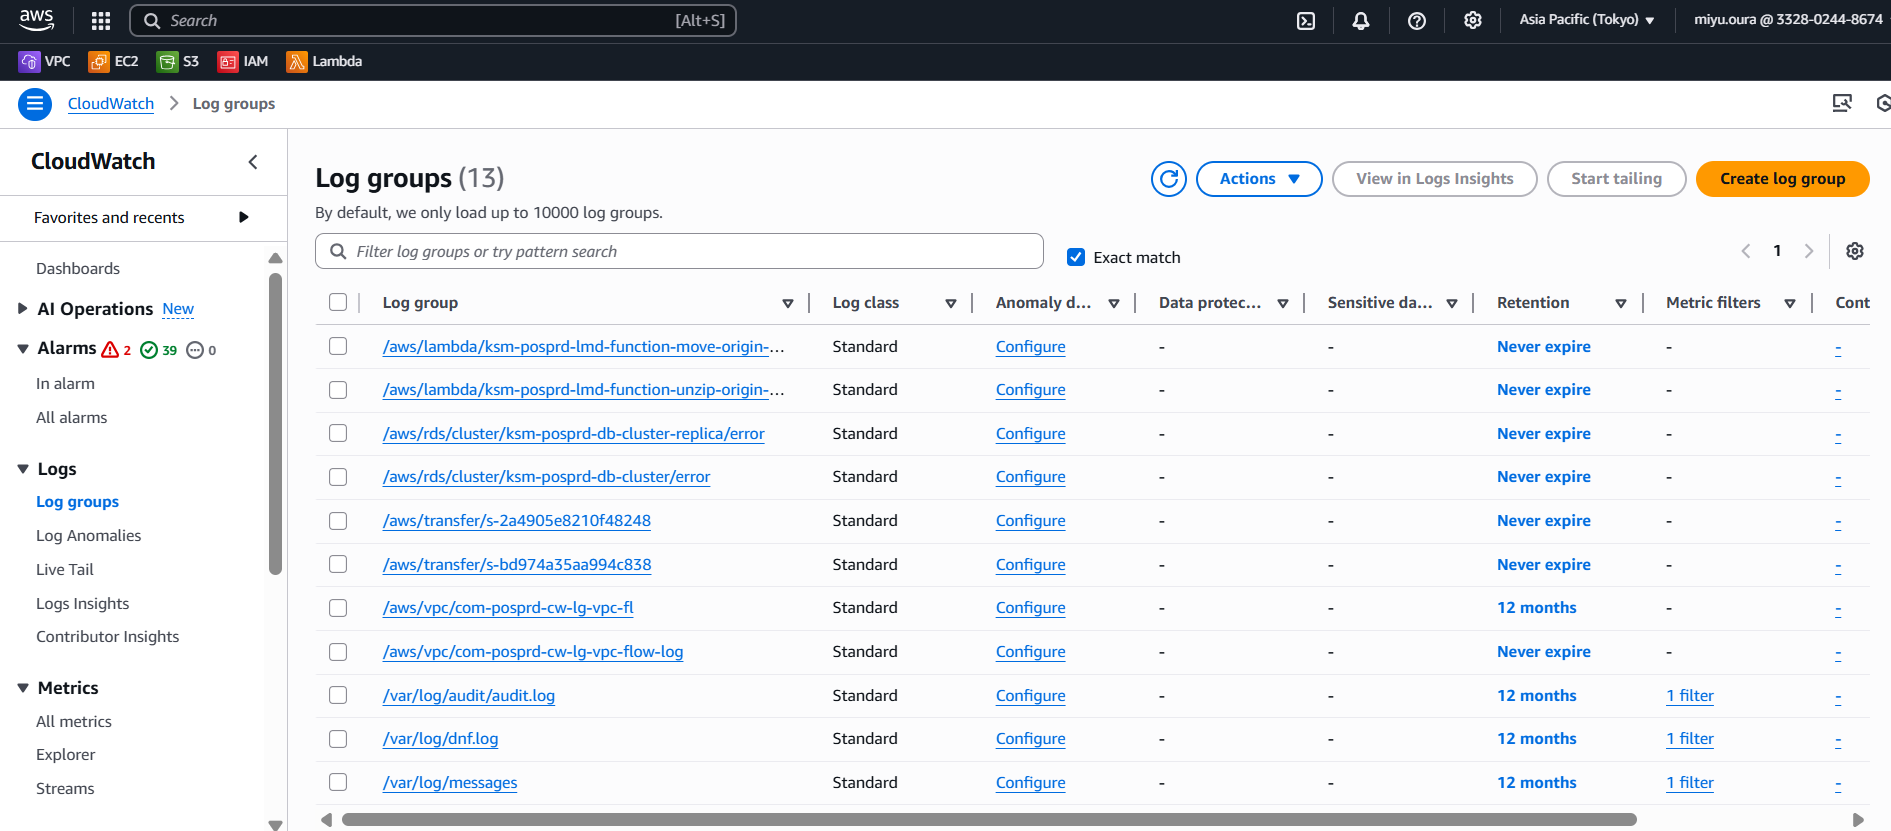 aws
Search [Alt+S]
Asia Pacific (Tokyo)
miyu.oura @ 3328-0244-8674
VPC EC2 S3 IAM Lambda
CloudWatch > Log groups
CloudWatch
Favorites and recents
Dashboards
AI Operations New
Alarms 2 39 0
In alarm
All alarms
Logs
Log groups
Log Anomalies
Live Tail
Logs Insights
Contributor Insights
Metrics
All metrics
Explorer
Streams
Log groups (13)
By default, we only load up to 10000 log groups.
Actions
View in Logs Insights
Start tailing
Create log group
Filter log groups or try pattern search
Exact match
1
Log group Log class Anomaly d... Data protec... Sensitive da... Retention Metric filters Cont
/aws/lambda/ksm-posprd-lmd-function-move-origin-... Standard Configure - - Never expire - -
/aws/lambda/ksm-posprd-lmd-function-unzip-origin-... Standard Configure - - Never expire - -
/aws/rds/cluster/ksm-posprd-db-cluster-replica/error Standard Configure - - Never expire - -
/aws/rds/cluster/ksm-posprd-db-cluster/error Standard Configure - - Never expire - -
/aws/transfer/s-2a4905e8210f48248 Standard Configure - - Never expire - -
/aws/transfer/s-bd974a35aa994c838 Standard Configure - - Never expire - -
/aws/vpc/com-posprd-cw-lg-vpc-fl Standard Configure - - 12 months - -
/aws/vpc/com-posprd-cw-lg-vpc-flow-log Standard Configure - - Never expire - -
/var/log/audit/audit.log Standard Configure - - 12 months 1 filter -
/var/log/dnf.log Standard Configure - - 12 months 1 filter -
/var/log/messages Standard Configure - - 12 months 1 filter -